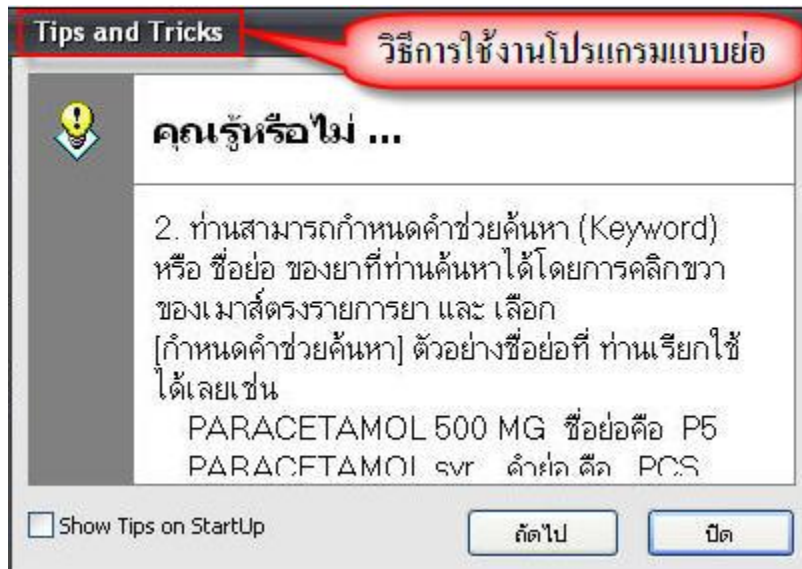 Tips and Tricks
วิธีการใช้งานโปรแกรมแบบย่อ
คุณรู้หรือไม่ ...
2. ท่านสามารถกำหนดคำช่วยค้นหา (Keyword)
หรือ ชื่อย่อ ของยาที่ท่านค้นหาได้โดยการคลิกขวา
ของเมาส์ตรงรายการยา และ เลือก
[กำหนดคำช่วยค้นหา] ตัวอย่างชื่อย่อที่ ท่านเรียกใช้
ได้เลยเช่น
PARACETAMOL 500 MG ชื่อย่อคือ P5
PARACETAMOL syr คำย่อ คือ PCS
Show Tips on StartUp
ถัดไป
ปิด